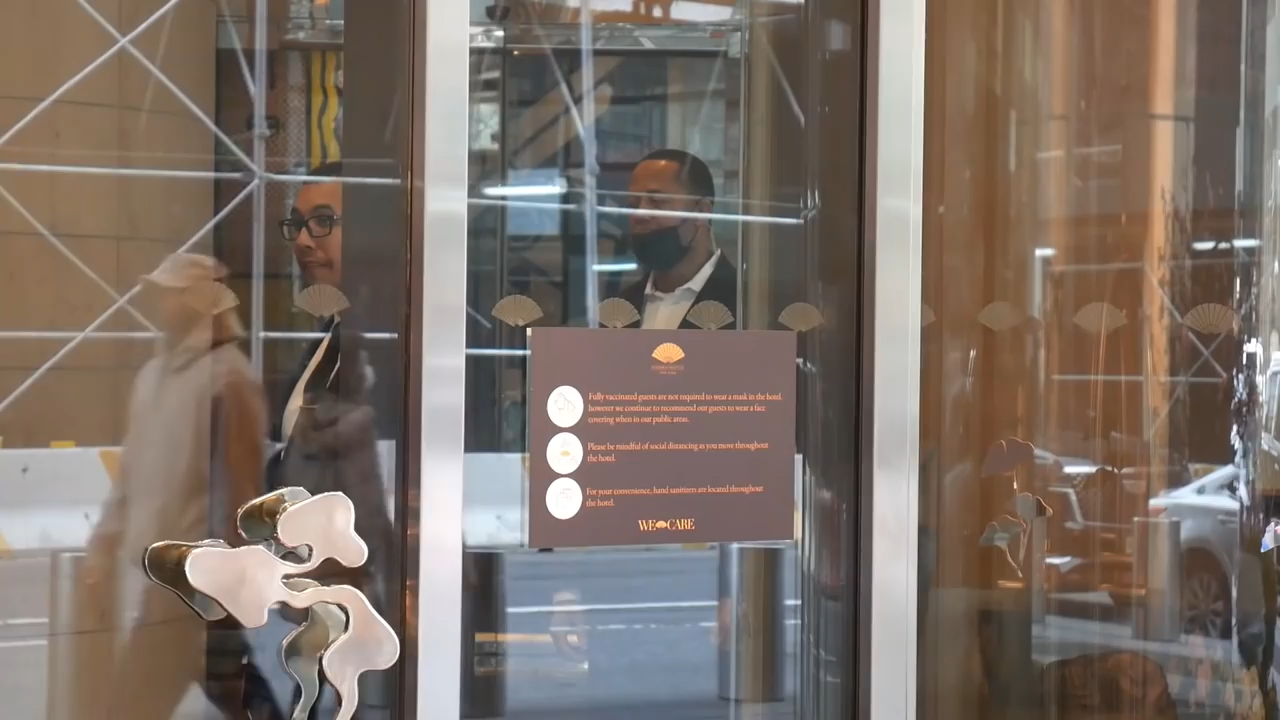 Fully vaccinated guests are not required to wear a mask in the hotel,
however we continue to recommend our guests to wear a face
covering when in our public areas.
Please be mindful of social distancing as you move throughout
the hotel.
For your convenience, hand sanitizers are located throughout
the hotel.
WE CARE